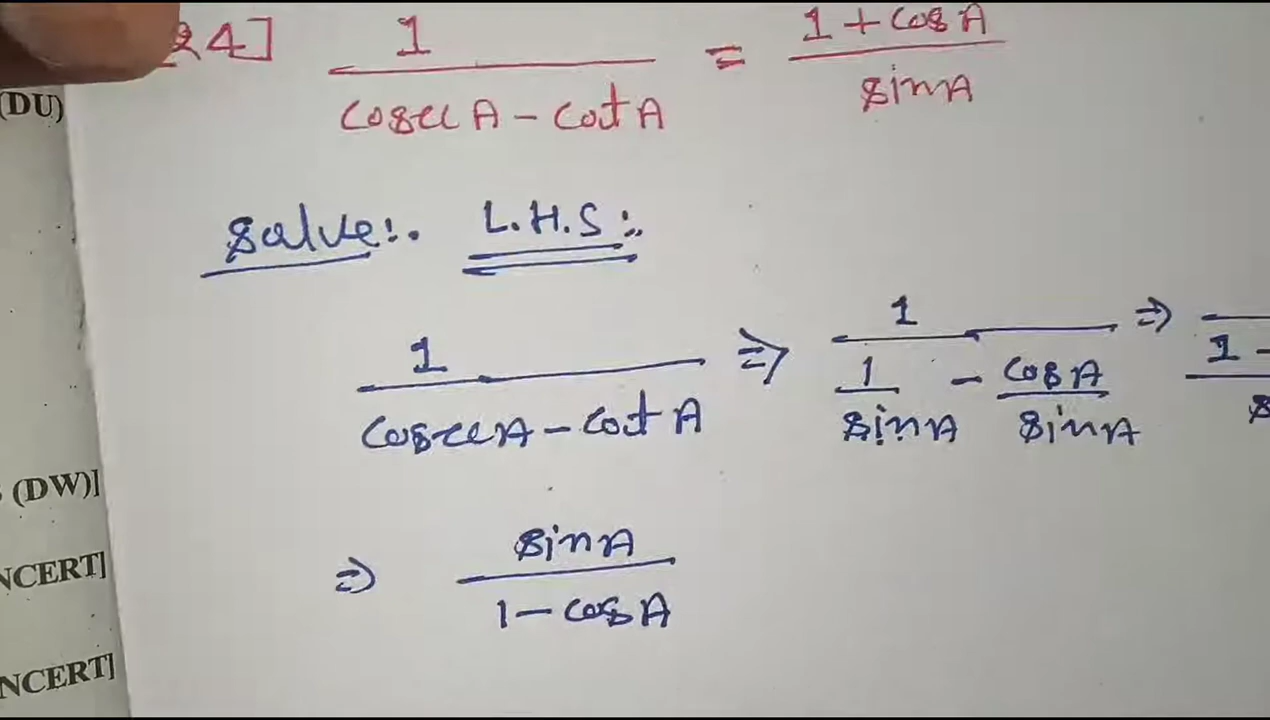 24] 1 / (cosec A - cot A) = (1 + cos A) / sin A
(DU)
Solve:. L.H.S:.
1 / (cosec A - cot A) ⇒ 1 / (1 / sin A - cos A / sin A) ⇒ 1 -
(DW)]
⇒ sin A / (1 - cos A)
NCERT]
NCERT]